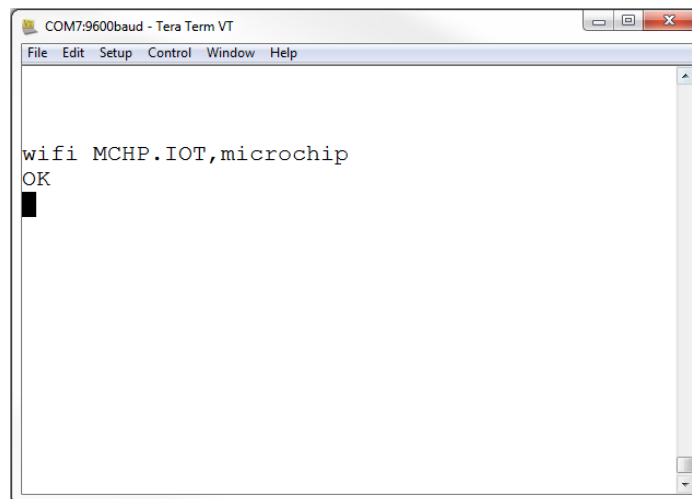 COM7:9600baud - Tera Term VT
File Edit Setup Control Window Help
wifi MCHP.IOT,microchip
OK